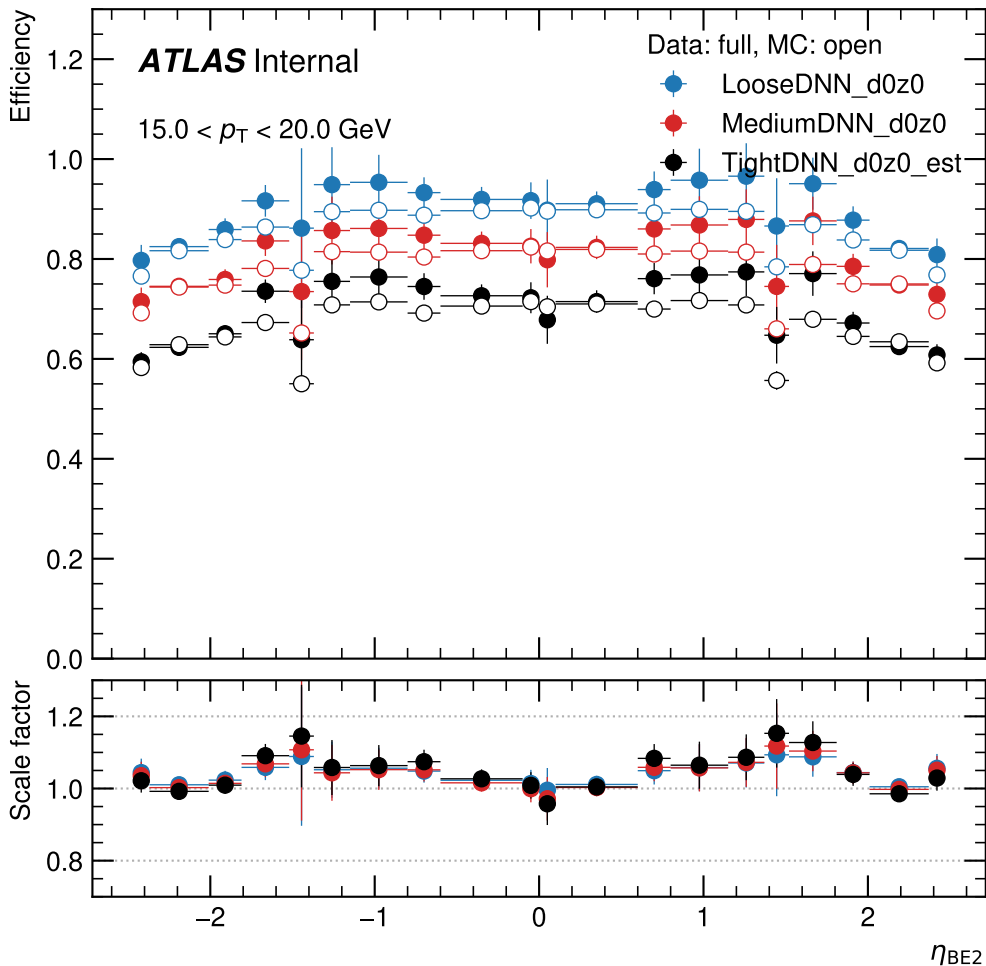 Efficiency
1.2
1.0
0.8
0.6
0.4
0.2
0.0
ATLAS Internal
15.0 < p_T < 20.0 GeV
Data: full, MC: open
LooseDNN_d0z0
MediumDNN_d0z0
TightDNN_d0z0_est
Scale factor
1.2
1.0
0.8
−2
−1
0
1
2
η_BE2